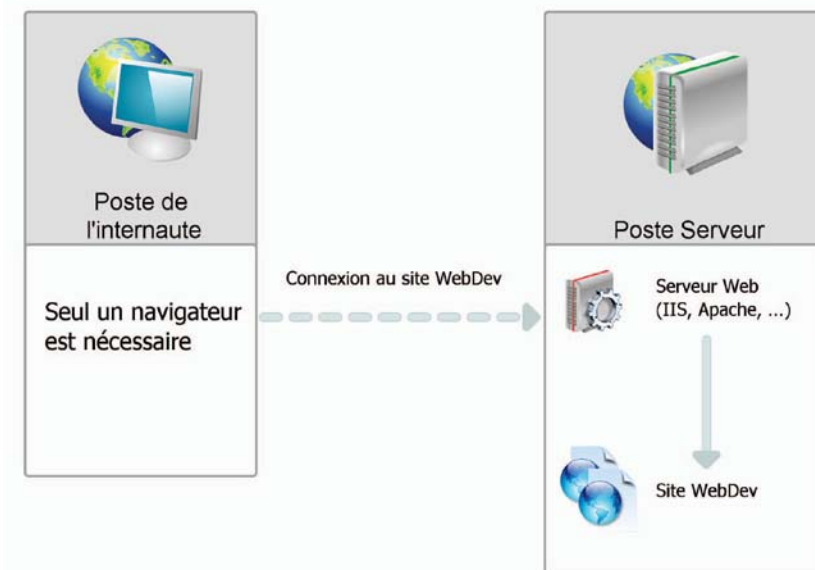 Poste de
l'internaute
Seul un navigateur
est nécessaire
Connexion au site WebDev
Poste Serveur
Serveur Web
(IIS, Apache, ...)
Site WebDev